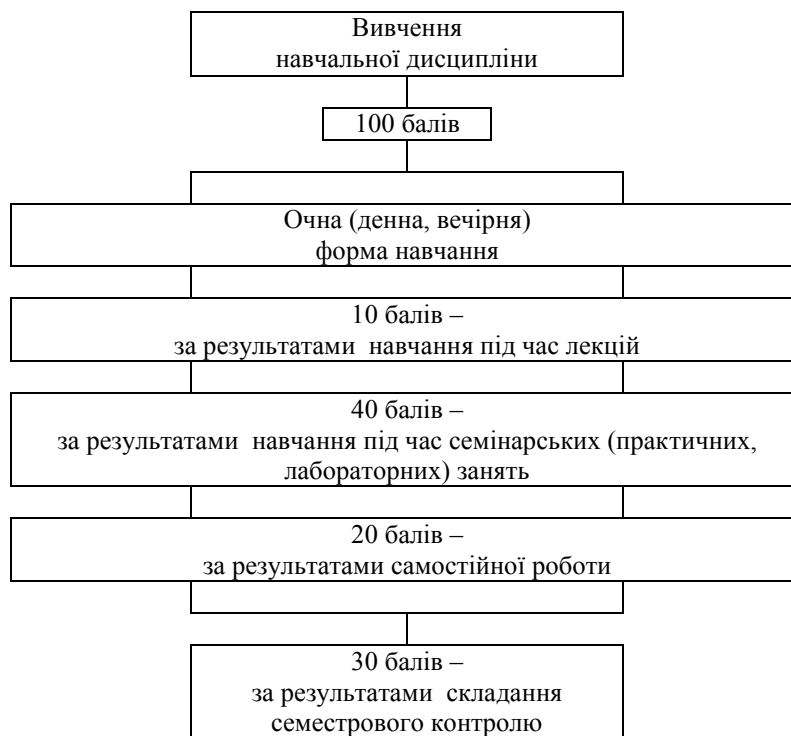 Вивчення
навчальної дисципліни
100 балів
Очна (денна, вечірня)
форма навчання
10 балів –
за результатами навчання під час лекцій
40 балів –
за результатами навчання під час семінарських (практичних,
лабораторних) занять
20 балів –
за результатами самостійної роботи
30 балів –
за результатами складання
семестрового контролю